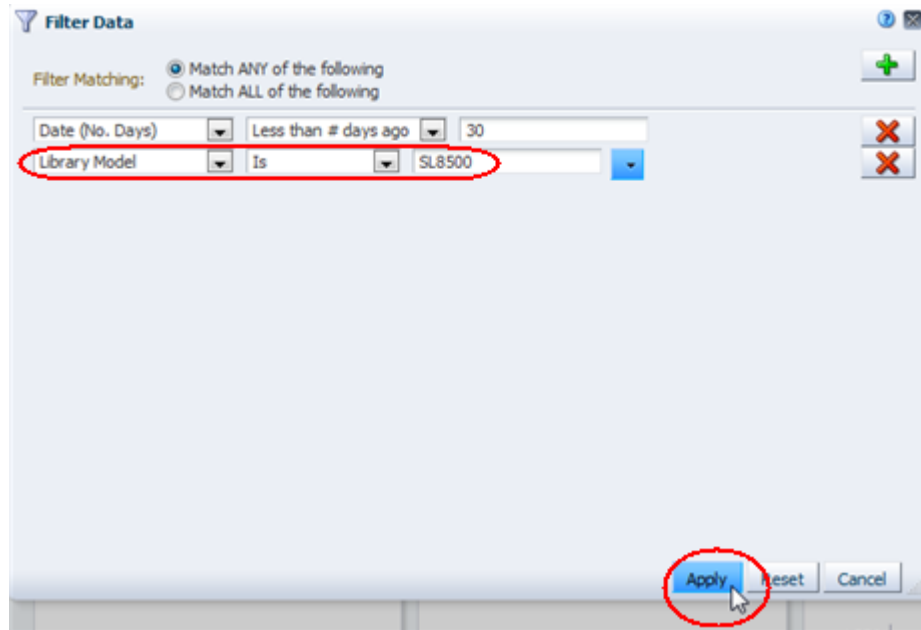 Filter Data
Filter Matching:
Match ANY of the following
Match ALL of the following
Date (No. Days) Less than # days ago 30
Library Model Is SL8500
Apply Reset Cancel